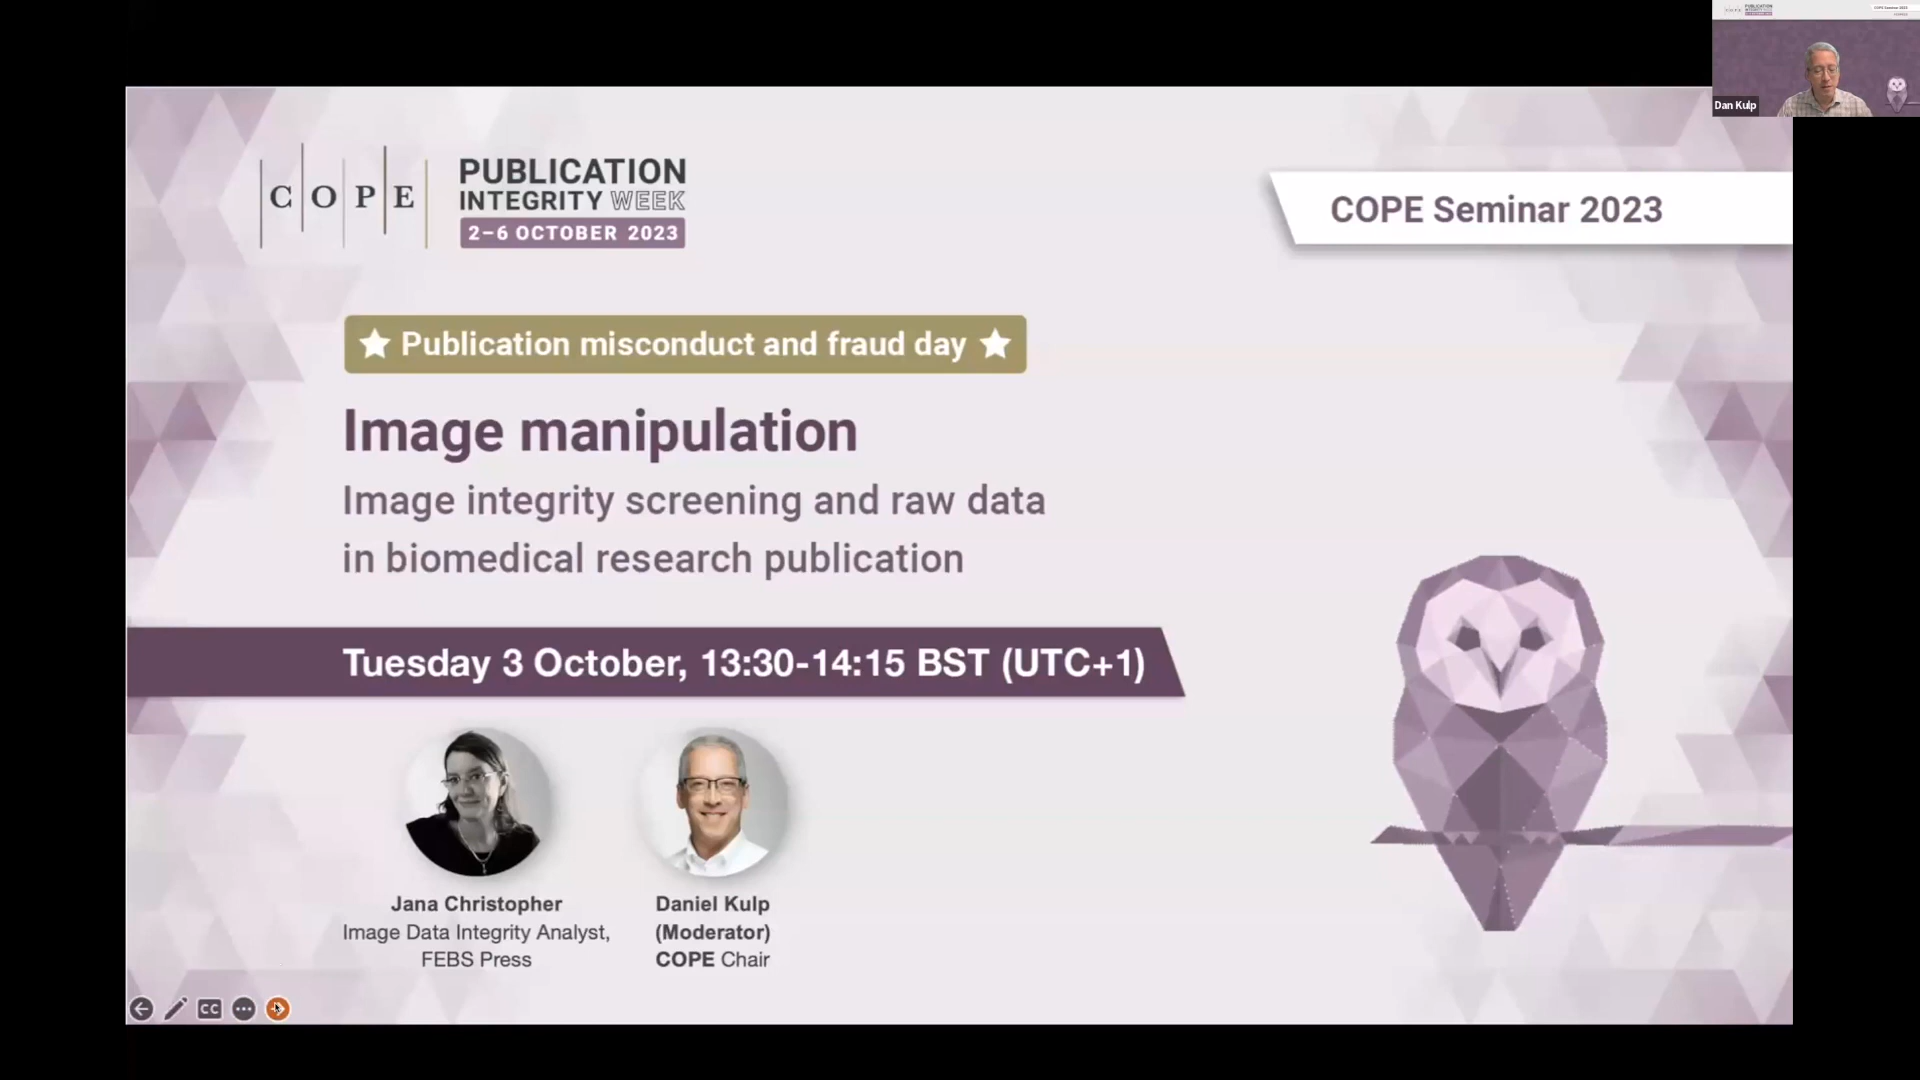 COPE
PUBLICATION
INTEGRITY WEEK
2–6 OCTOBER 2023
COPE Seminar 2023
Dan Kulp
Publication misconduct and fraud day
Image manipulation
Image integrity screening and raw data
in biomedical research publication
Tuesday 3 October, 13:30-14:15 BST (UTC+1)
Jana Christopher
Image Data Integrity Analyst,
FEBS Press
Daniel Kulp
(Moderator)
COPE Chair
CC